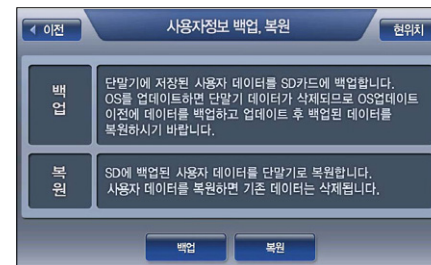 이전
사용자정보 백업, 복원
현위치
백
업
단말기에 저장된 사용자 데이터를 SD카드에 백업합니다.
OS를 업데이트하면 단말기 데이터가 삭제되므로 OS업데이트
이전에 데이터를 백업하고 업데이트 후 백업된 데이터를
복원하시기 바랍니다.
복
원
SD에 백업된 사용자 데이터를 단말기로 복원합니다.
사용자 데이터를 복원하면 기존 데이터는 삭제됩니다.
백업
복원